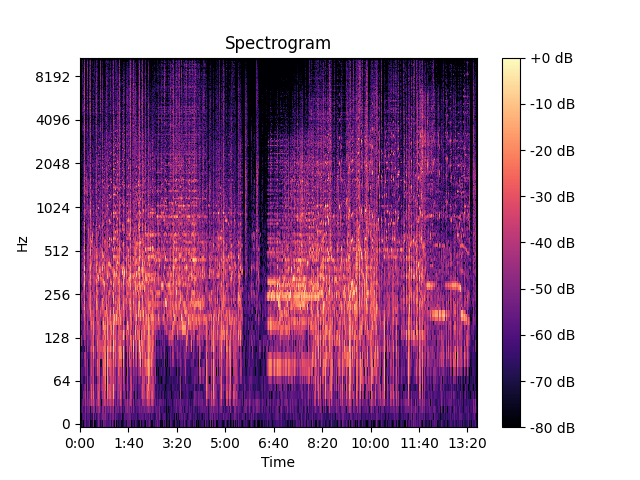 Spectrogram
8192
4096
2048
1024
512
256
128
64
0
Hz
0:00 1:40 3:20 5:00 6:40 8:20 10:00 11:40 13:20
Time
+0 dB
-10 dB
-20 dB
-30 dB
-40 dB
-50 dB
-60 dB
-70 dB
-80 dB